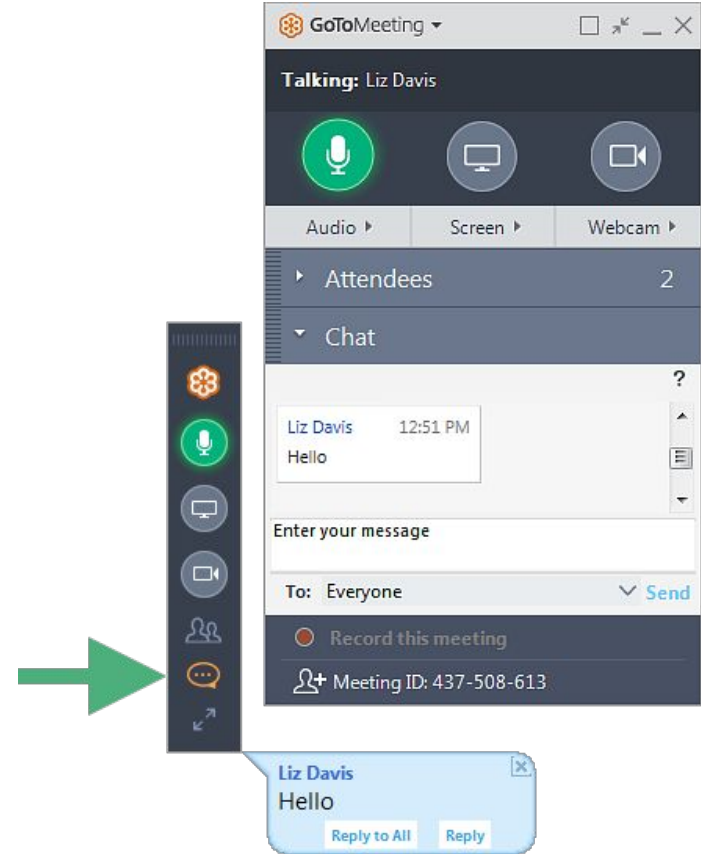 GoToMeeting
Talking: Liz Davis
Audio Screen Webcam
Attendees 2
Chat
?
Liz Davis 12:51 PM
Hello
Enter your message
To: Everyone Send
Record this meeting
Meeting ID: 437-508-613
Liz Davis
Hello
Reply to All Reply